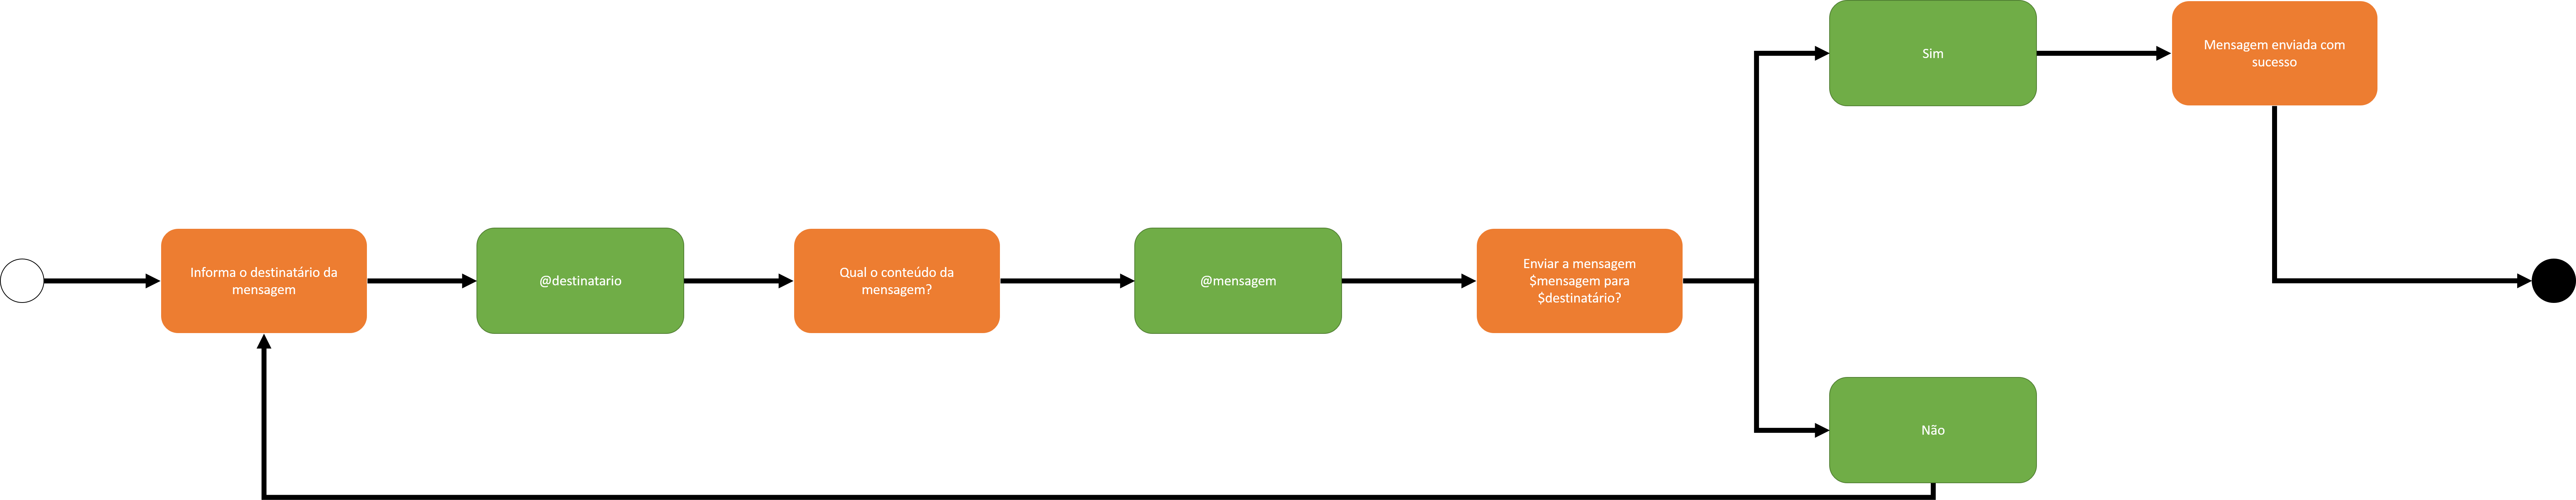 Informa o destinatário da
mensagem
@destinatario
Qual o conteúdo da
mensagem?
@mensagem
Enviar a mensagem
$mensagem para
$destinatário?
Sim
Mensagem enviada com
sucesso
Não